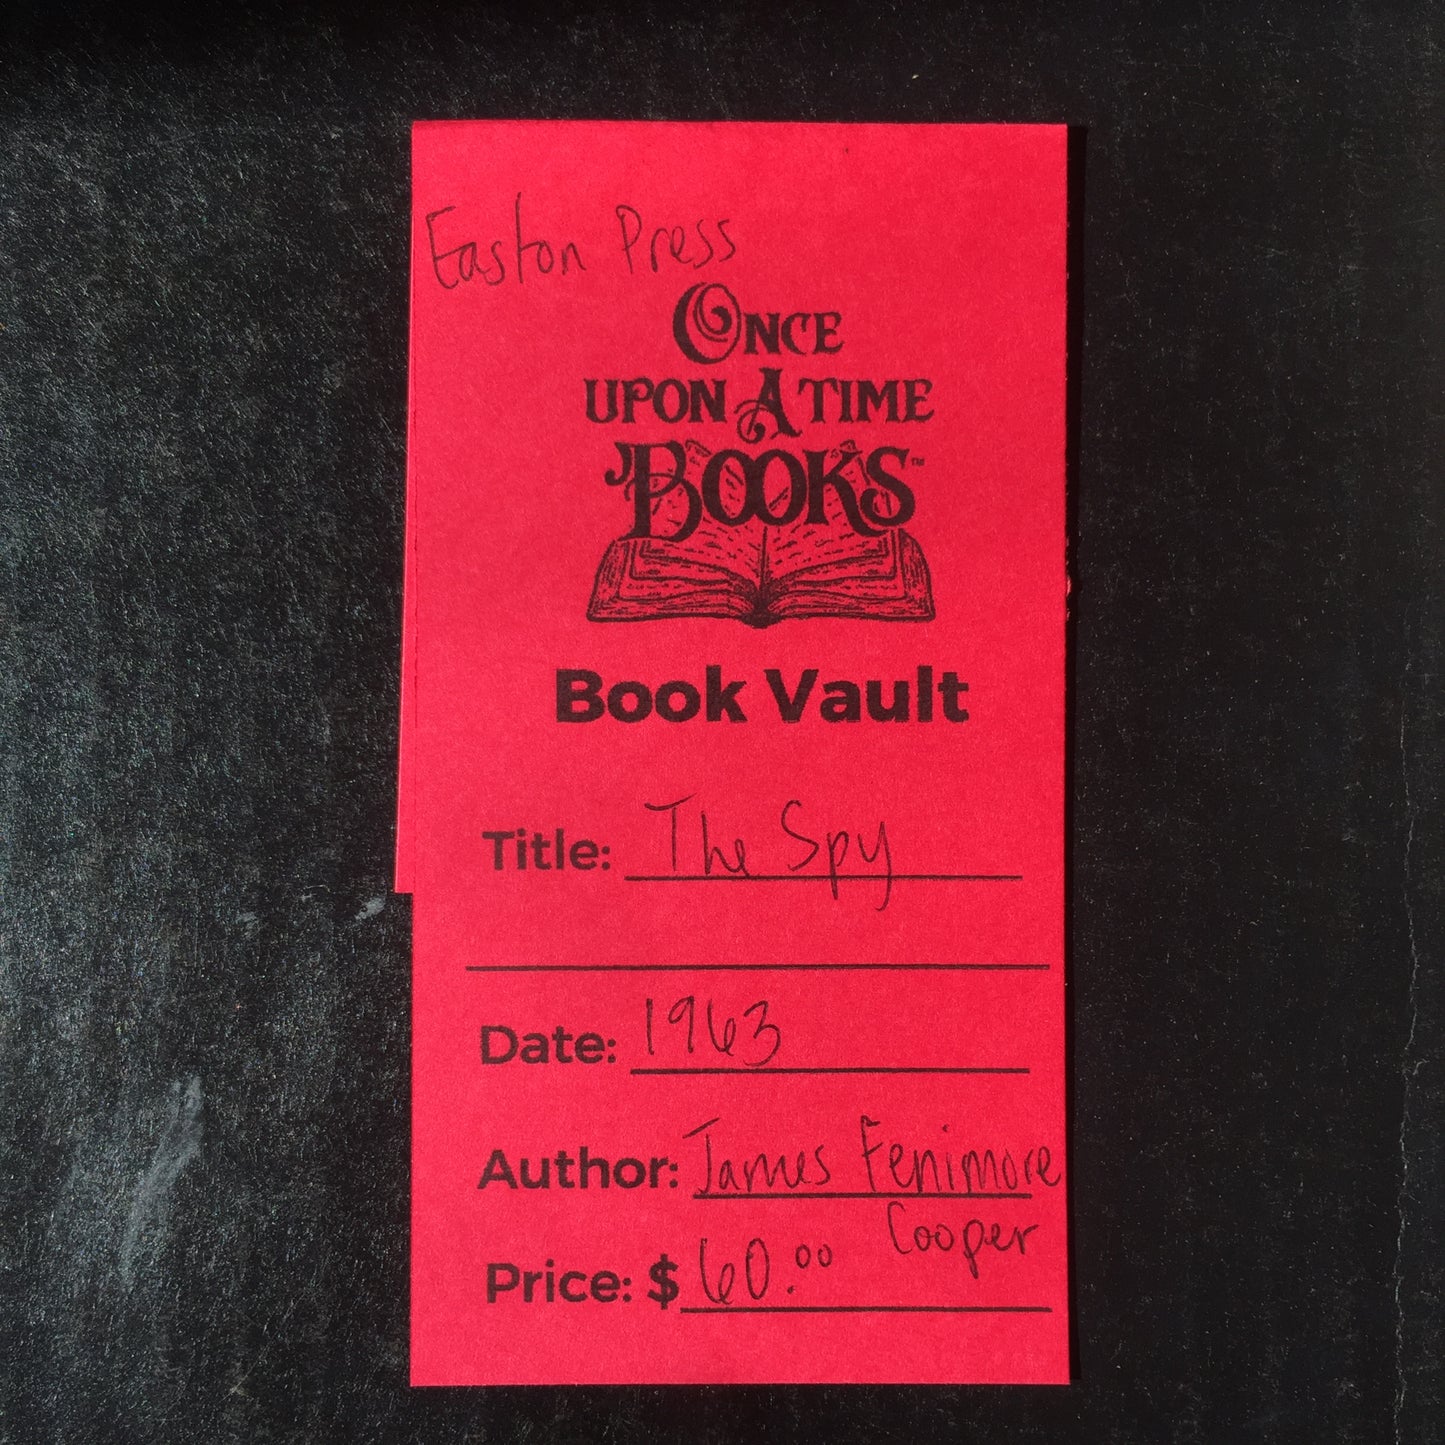 Easton Press
ONCE
UPON A TIME
BOOKS™
Book Vault
Title: The Spy
Date: 1963
Author: James Fenimore
Cooper
Price: $60.00